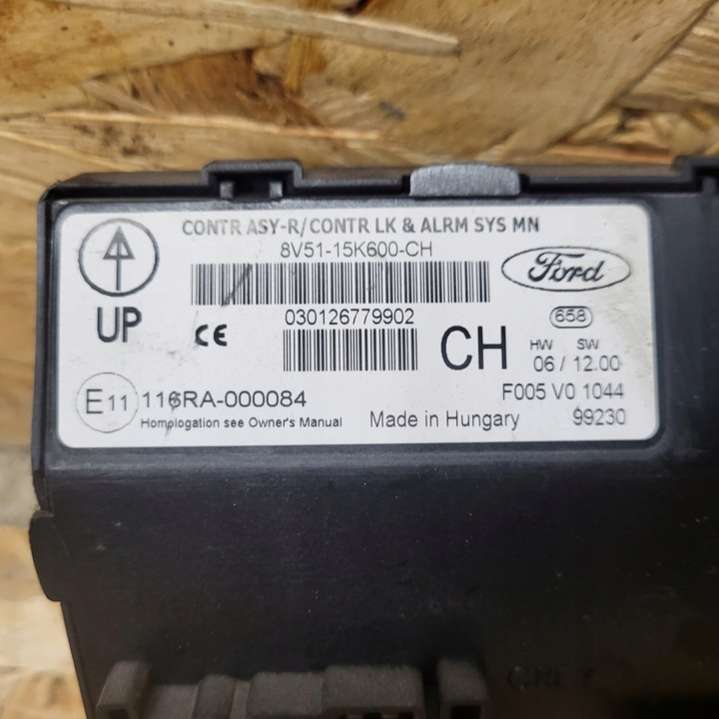 CONTR ASY-R/CONTR LK & ALRM SYS MN
8V51-15K600-CH
Ford
UP
CE
030126779902
CH
658
HW SW
06 / 12.00
E11 116RA-000084
F005 V0 1044
Homologation see Owner's Manual
Made in Hungary
99230